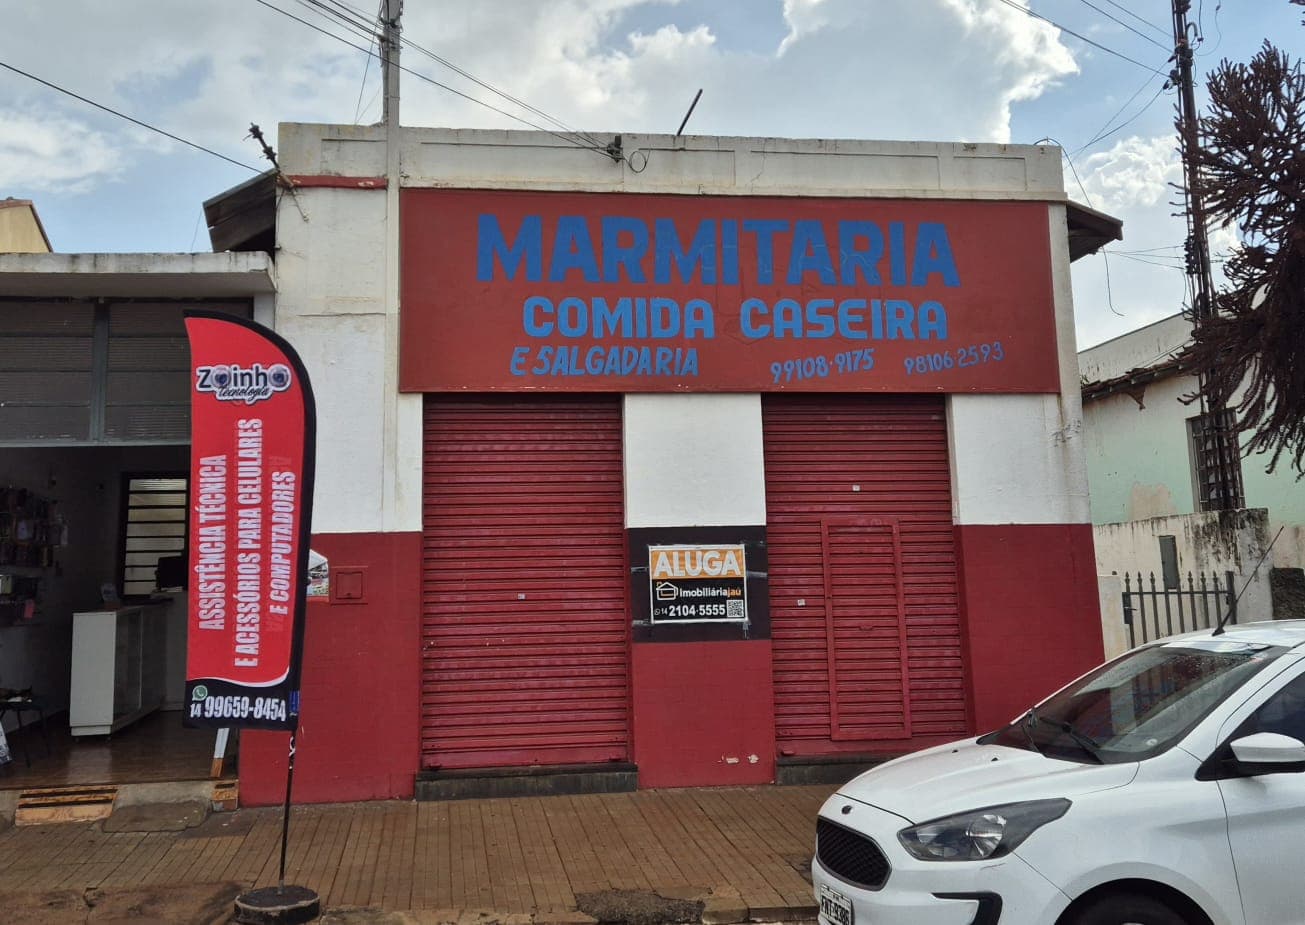 MARMITARIA
COMIDA CASEIRA
E SALGADARIA 99108-9175 98106-2593
Zoinho
tecnologia
ASSISTÊNCIA TÉCNICA
E ACESSÓRIOS PARA CELULARES
E COMPUTADORES
14 99659-8454
ALUGA
imobiliáriajaú
14 2104-5555